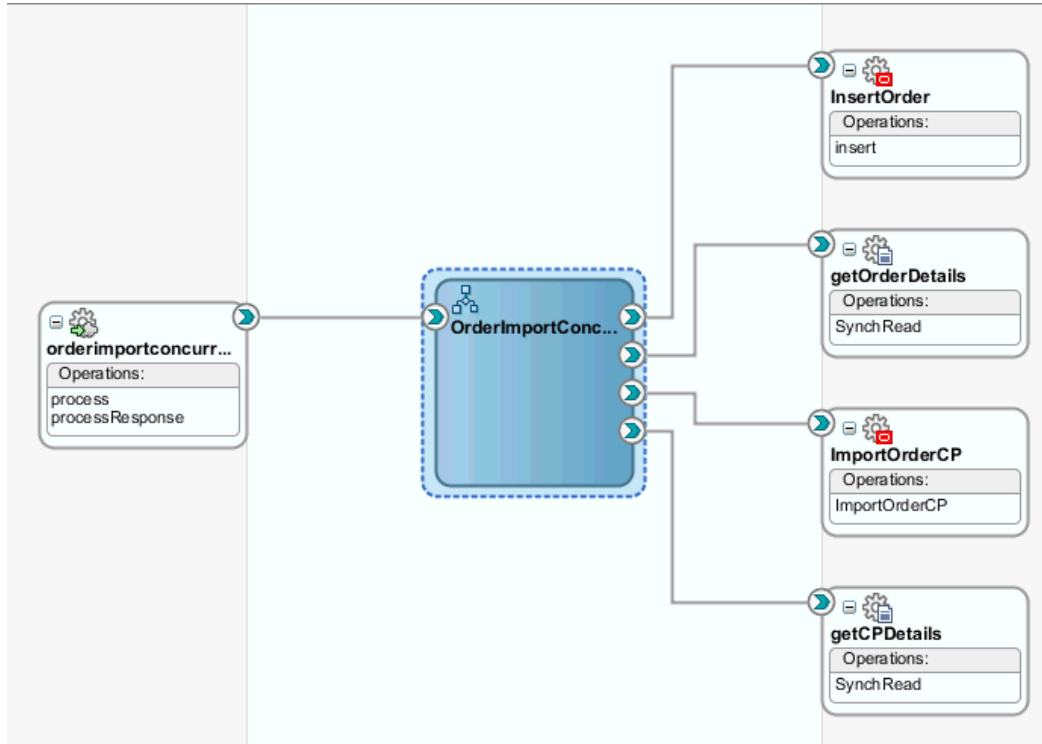 orderimportconcurr...
Operations:
process
processResponse
OrderImportConc...
InsertOrder
Operations:
insert
getOrderDetails
Operations:
SynchRead
ImportOrderCP
Operations:
ImportOrderCP
getCPDetails
Operations:
SynchRead